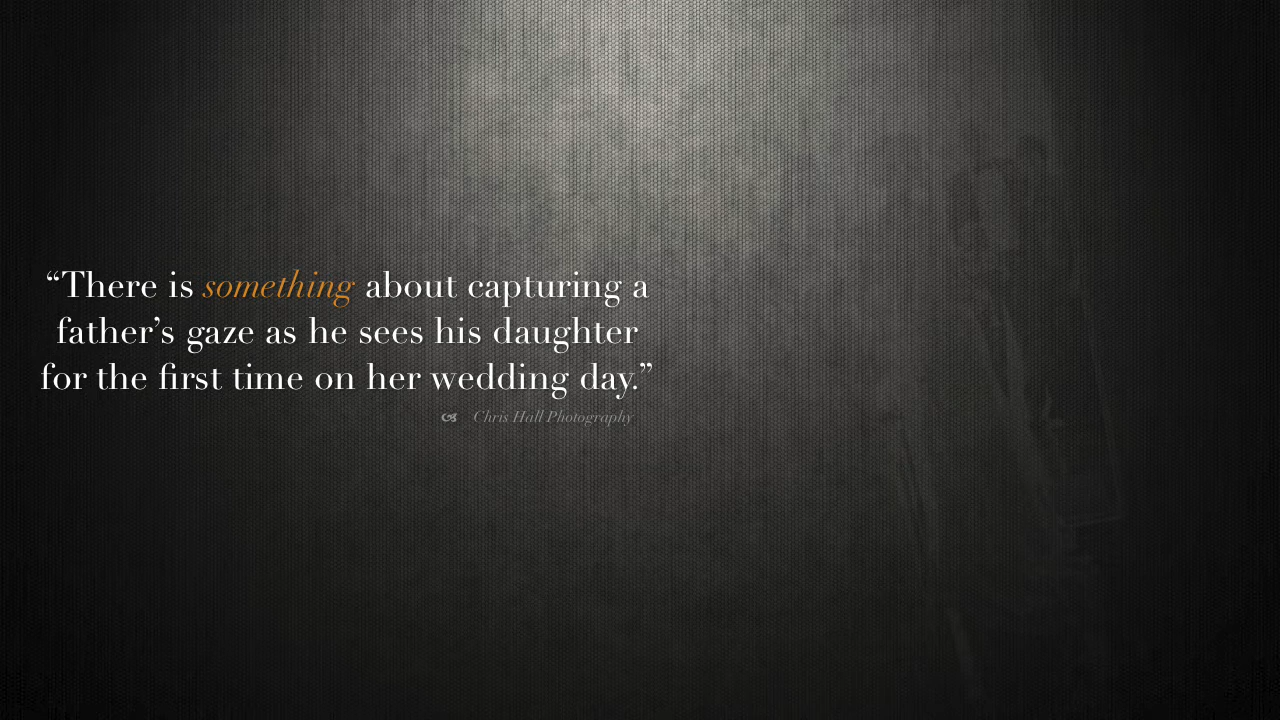 “There is something about capturing a
father’s gaze as he sees his daughter
for the first time on her wedding day.”
Chris Hall Photography